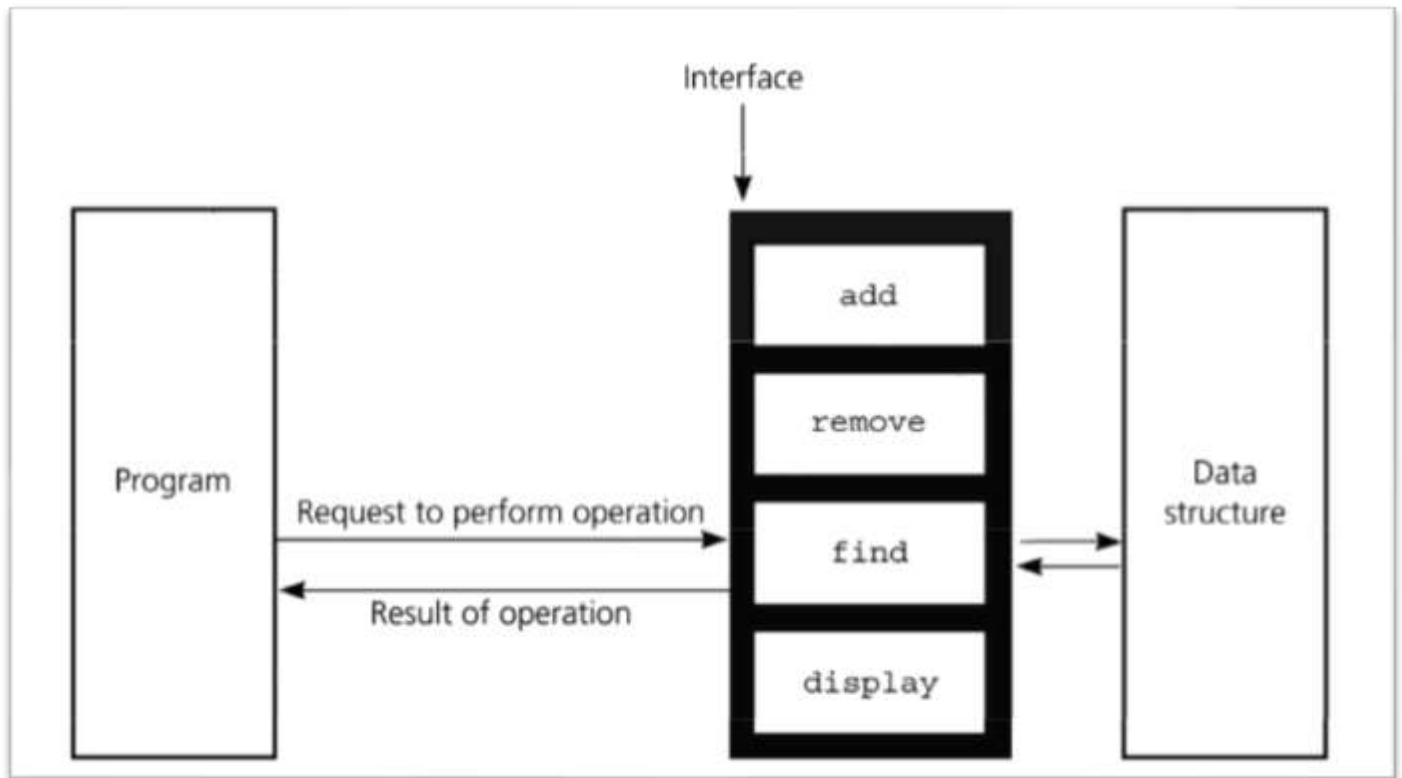 Interface
add
remove
Program
Request to perform operation
find
Result of operation
display
Data
structure